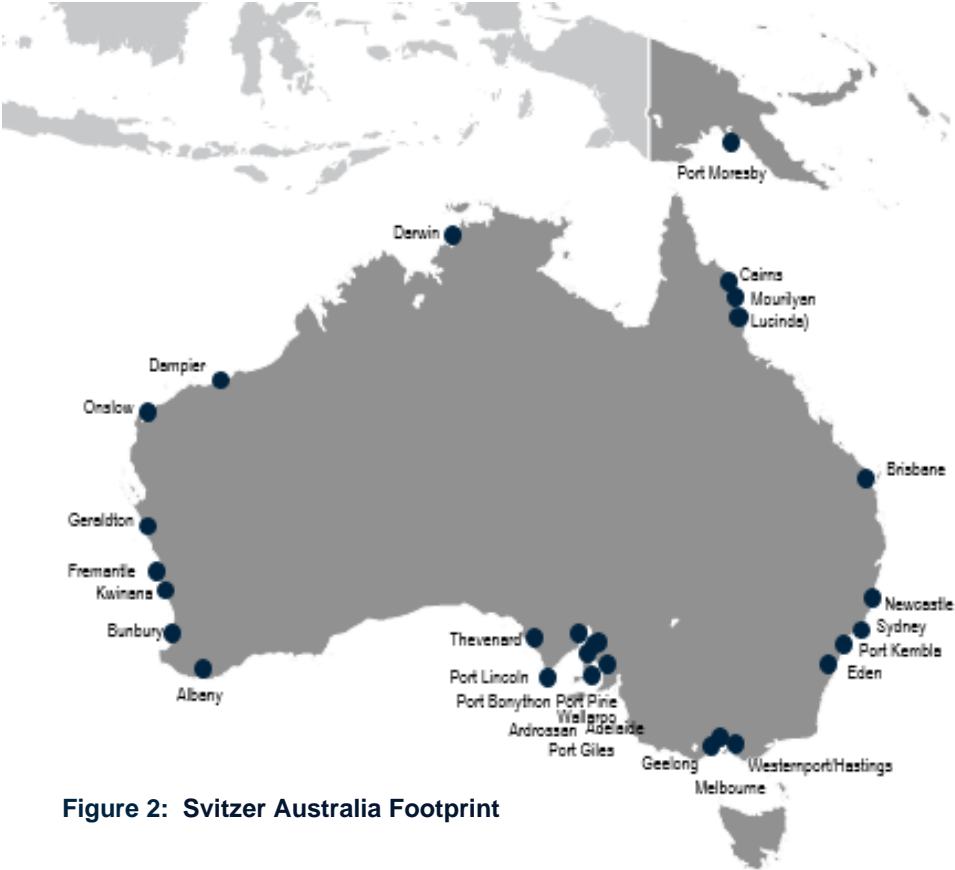 Port Moresby
Darwin
Cairns
Mourilyan
Lucinda)
Dampier
Onslow
Brisbane
Geraldton
Fremantle
Kwinana
Bunbury
Albany
Newcastle
Sydney
Port Kembla
Eden
Thevenard
Port Lincoln
Port Bonython Port Pirie
Wallaroo
Ardrossan Adelaide
Port Giles
Geelong
Westernport/Hastings
Melbourne
Figure 2: Svitzer Australia Footprint